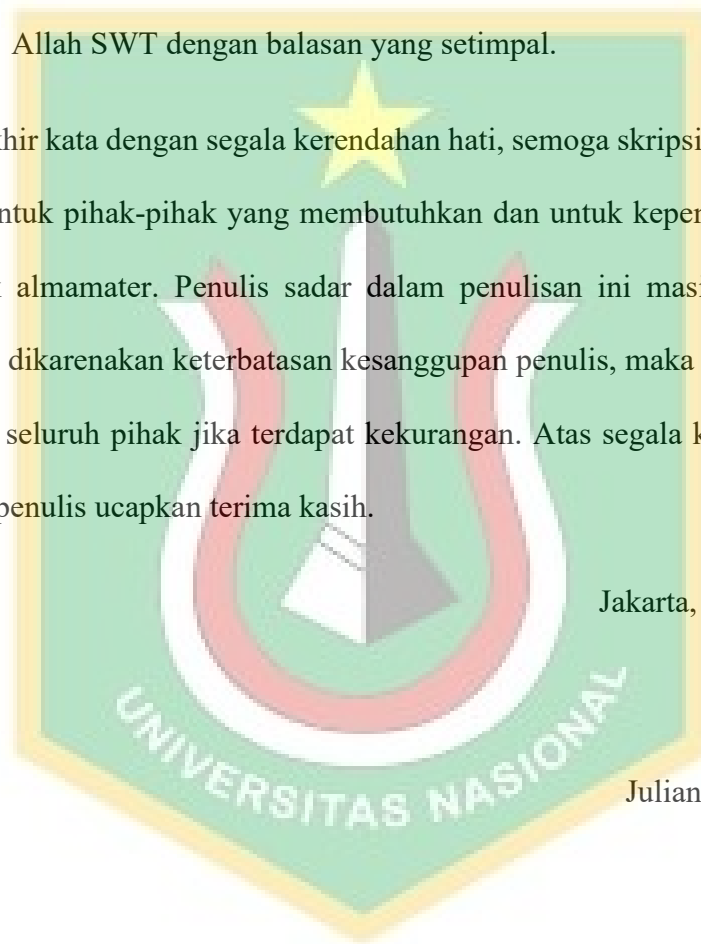 Allah SWT dengan balasan yang setimpal.
hir kata dengan segala kerendahan hati, semoga skripsi
ntuk pihak-pihak yang membutuhkan dan untuk keper
almamater. Penulis sadar dalam penulisan ini masi
dikarenakan keterbatasan kesanggupan penulis, maka
seluruh pihak jika terdapat kekurangan. Atas segala k
penulis ucapkan terima kasih.
Jakarta,
Julian
UNIVERSITAS NASIONAL